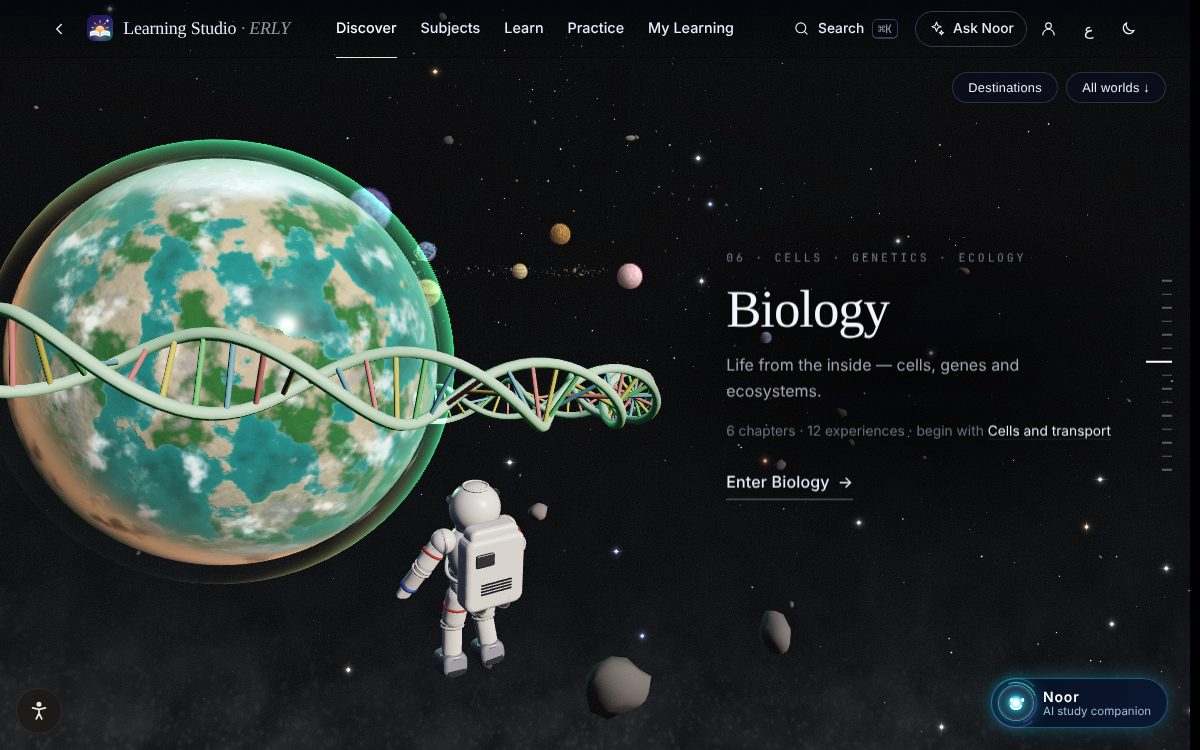 Learning Studio · ERLY
Discover
Subjects
Learn
Practice
My Learning
Search ⌘K
Ask Noor
ع
Destinations
All worlds ↓
06 · CELLS · GENETICS · ECOLOGY
Biology
Life from the inside — cells, genes and
ecosystems.
6 chapters · 12 experiences · begin with Cells and transport
Enter Biology →
Noor
AI study companion